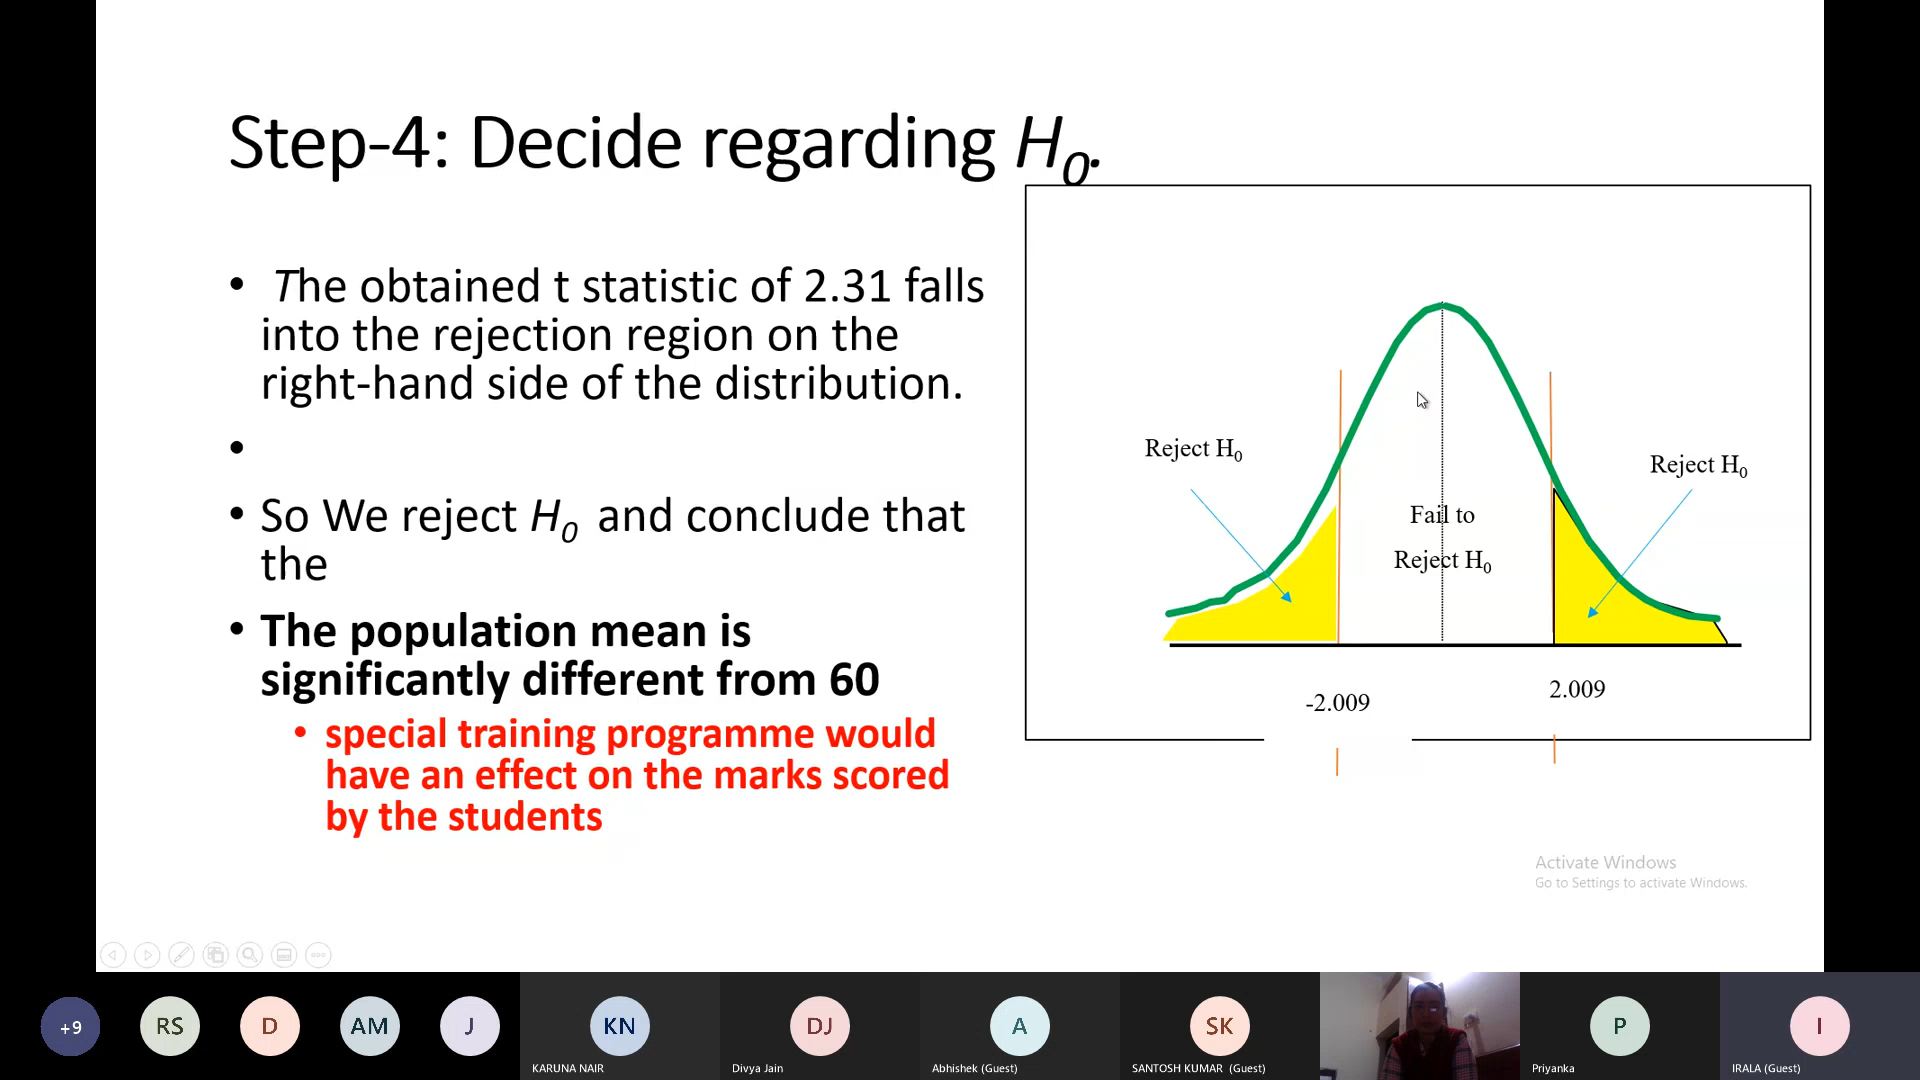 Step-4: Decide regarding H0.
• The obtained t statistic of 2.31 falls
into the rejection region on the
right-hand side of the distribution.
•
• So We reject H0 and conclude that
the
• The population mean is
significantly different from 60
• special training programme would
have an effect on the marks scored
by the students
Reject H0
Reject H0
Fail to
Reject H0
-2.009
2.009
Activate Windows
Go to Settings to activate Windows.
+9
RS
D
AM
J
KN
KARUNA NAIR
DJ
Divya Jain
A
Abhishek (Guest)
SK
SANTOSH KUMAR (Guest)
P
Priyanka
I
IRALA (Guest)